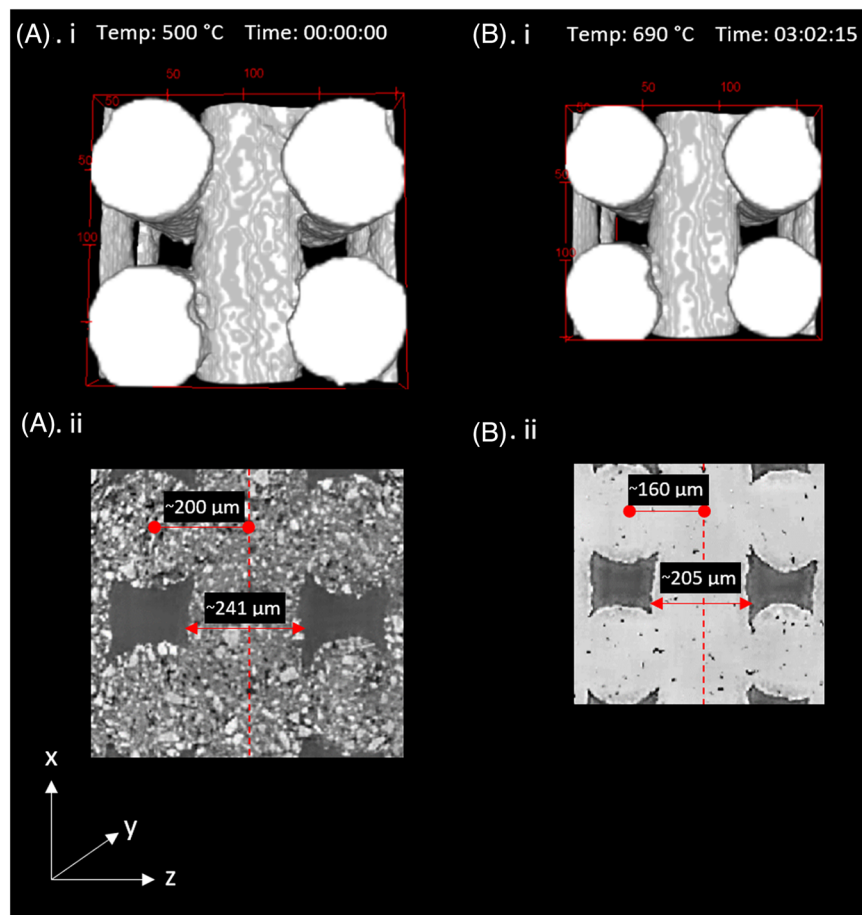 (A). i Temp: 500 °C Time: 00:00:00
(B). i Temp: 690 °C Time: 03:02:15
50
100
50
50
100
50
100
50
50
100
(A). ii
(B). ii
~200 µm
~241 µm
~160 µm
~205 µm
x
y
z